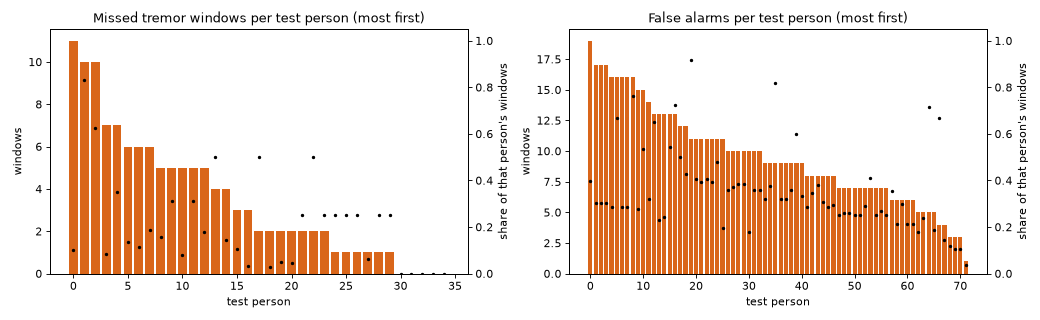 Missed tremor windows per test person (most first)
windows
10
8
6
4
2
0
1.0
0.8
0.6
0.4
0.2
0.0
share of that person's windows
0 5 10 15 20 25 30 35
test person
False alarms per test person (most first)
windows
17.5
15.0
12.5
10.0
7.5
5.0
2.5
0.0
1.0
0.8
0.6
0.4
0.2
0.0
share of that person's windows
0 10 20 30 40 50 60 70
test person